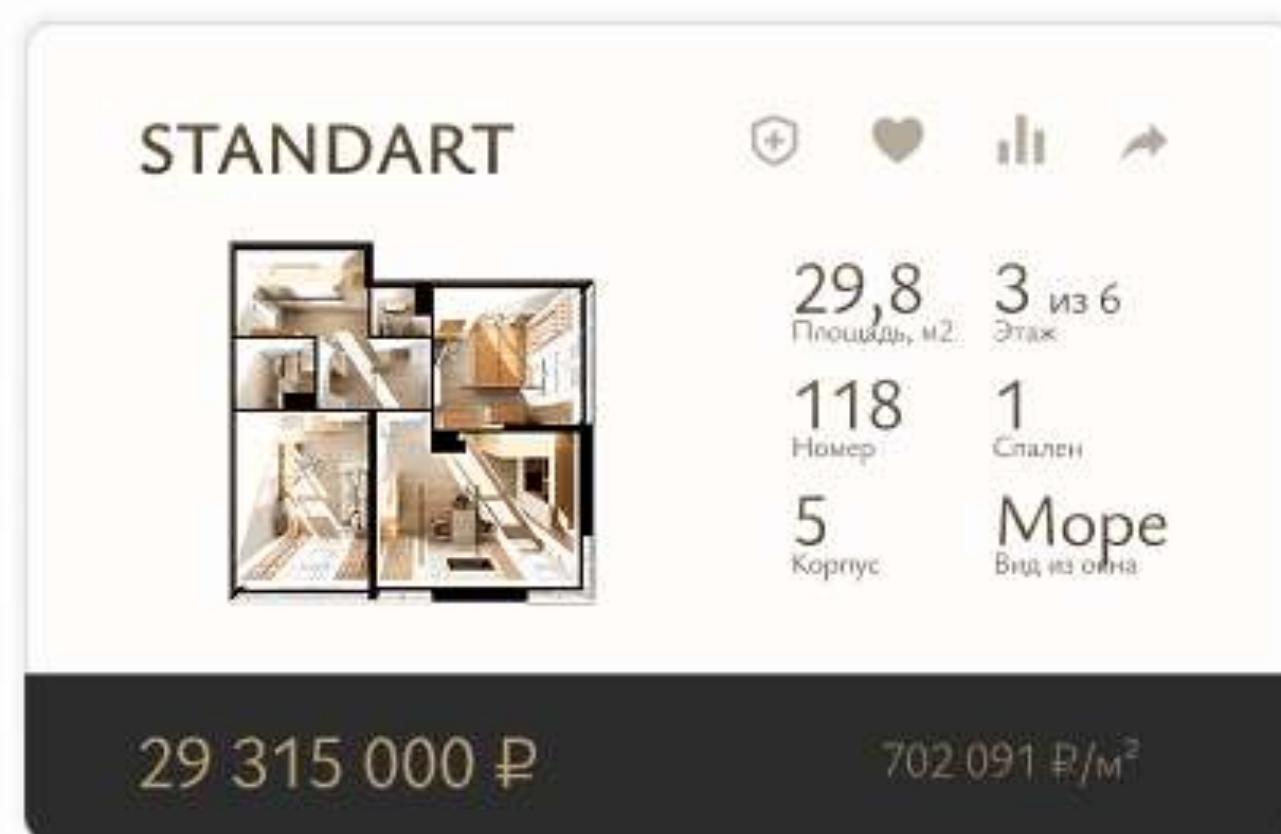 STANDART
29,8
Площадь, м2
3 из 6
Этаж
118
Номер
1
Спален
5
Корпус
Море
Вид из окна
29 315 000 ₽
702 091 ₽/м²